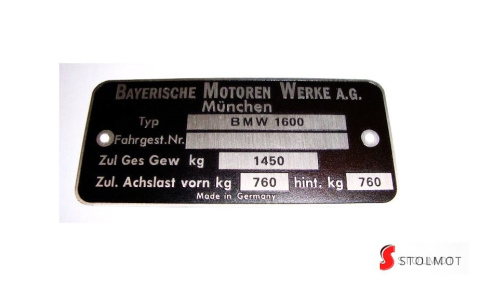 BAYERISCHE MOTOREN WERKE A.G.
München
Typ BMW 1600
Fahrgest.Nr.
Zul Ges Gew kg 1450
Zul. Achslast vorn kg 760 hint. kg 760
Made in Germany
STOLMOT